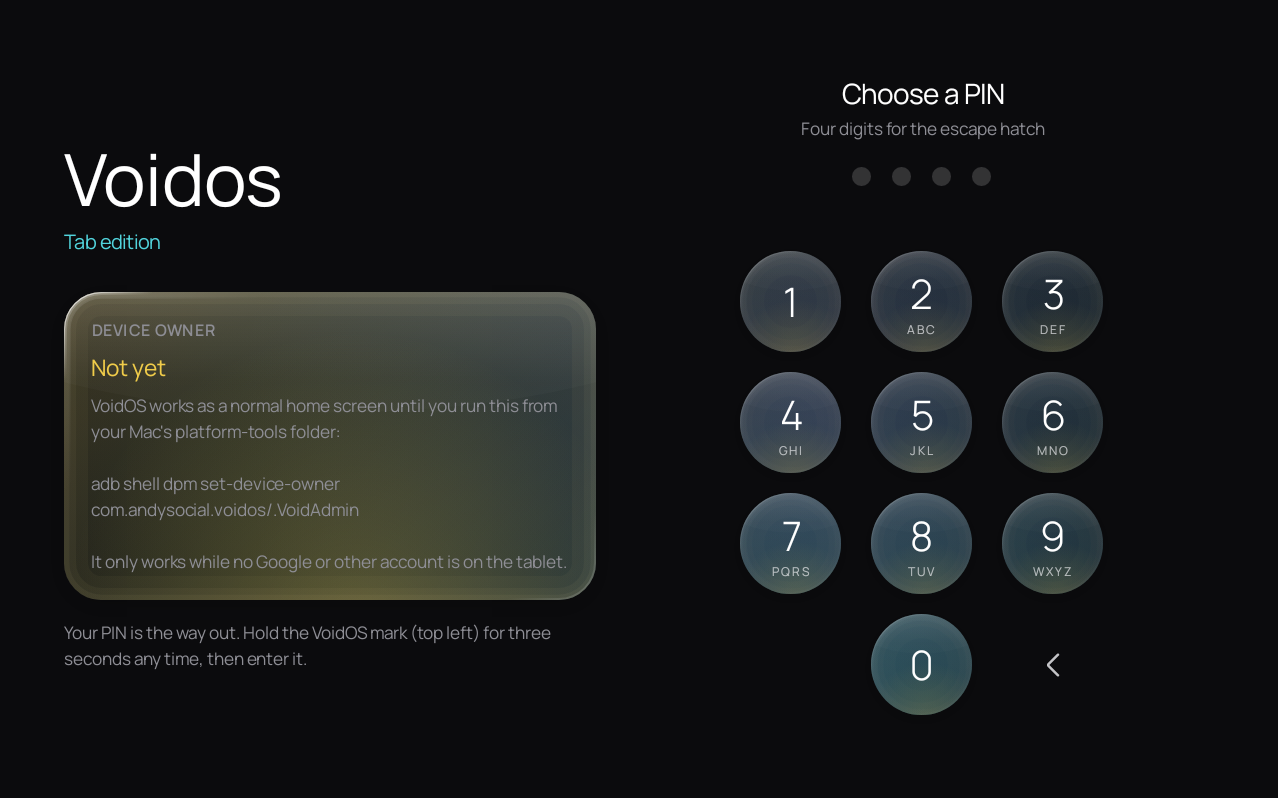 Voidos
Tab edition
DEVICE OWNER
Not yet
VoidOS works as a normal home screen until you run this from
your Mac's platform-tools folder:
adb shell dpm set-device-owner
com.andysocial.voidos/.VoidAdmin
It only works while no Google or other account is on the tablet.
Your PIN is the way out. Hold the VoidOS mark (top left) for three
seconds any time, then enter it.
Choose a PIN
Four digits for the escape hatch
1
2
ABC
3
DEF
4
GHI
5
JKL
6
MNO
7
PQRS
8
TUV
9
WXYZ
0